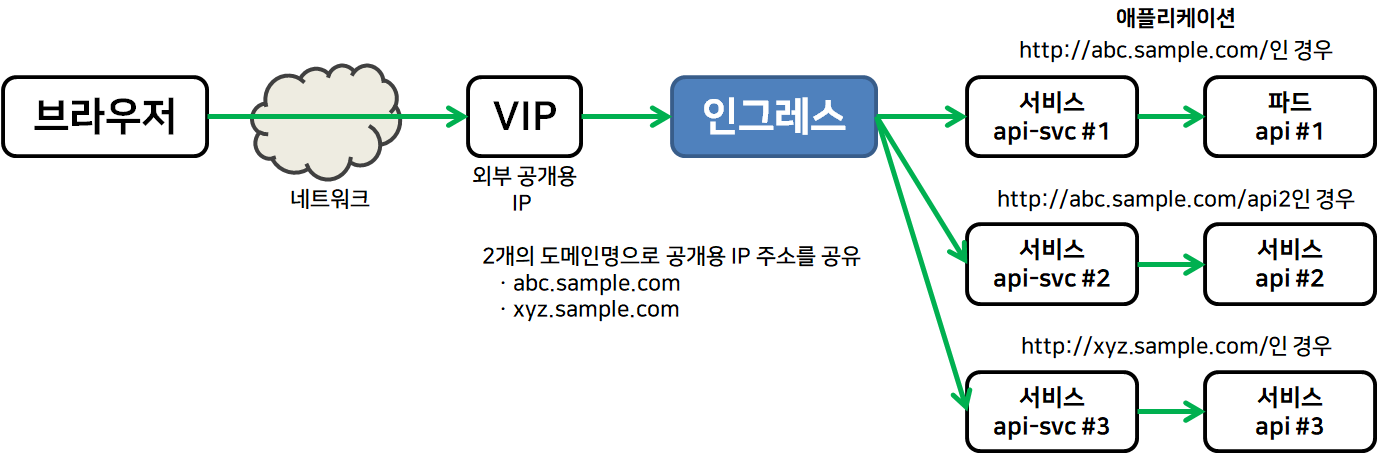 애플리케이션
http://abc.sample.com/인 경우
브라우저
VIP
인그레스
서비스
api-svc #1
파드
api #1
네트워크
외부 공개용
IP
http://abc.sample.com/api2인 경우
2개의 도메인명으로 공개용 IP 주소를 공유
· abc.sample.com
· xyz.sample.com
서비스
api-svc #2
서비스
api #2
http://xyz.sample.com/인 경우
서비스
api-svc #3
서비스
api #3